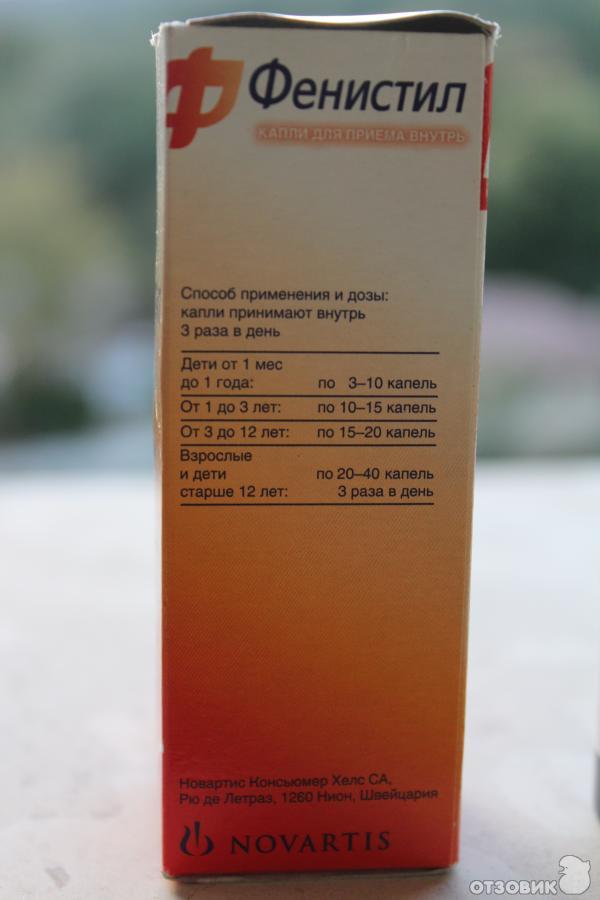 Фенистил
КАПЛИ ДЛЯ ПРИЕМА ВНУТРЬ
Способ применения и дозы:
капли принимают внутрь
3 раза в день
Дети от 1 мес
до 1 года: по 3–10 капель
От 1 до 3 лет: по 10–15 капель
От 3 до 12 лет: по 15–20 капель
Взрослые
и дети по 20–40 капель
старше 12 лет: 3 раза в день
Новартис Консьюмер Хелс СА,
Рю де Летраз, 1260 Нион, Швейцария
NOVARTIS
ОТЗОВИК